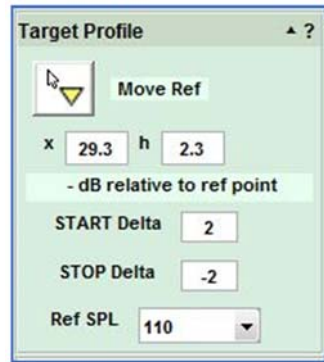 Target Profile ▲ ?
Move Ref
x 29.3 h 2.3
- dB relative to ref point
START Delta 2
STOP Delta -2
Ref SPL 110